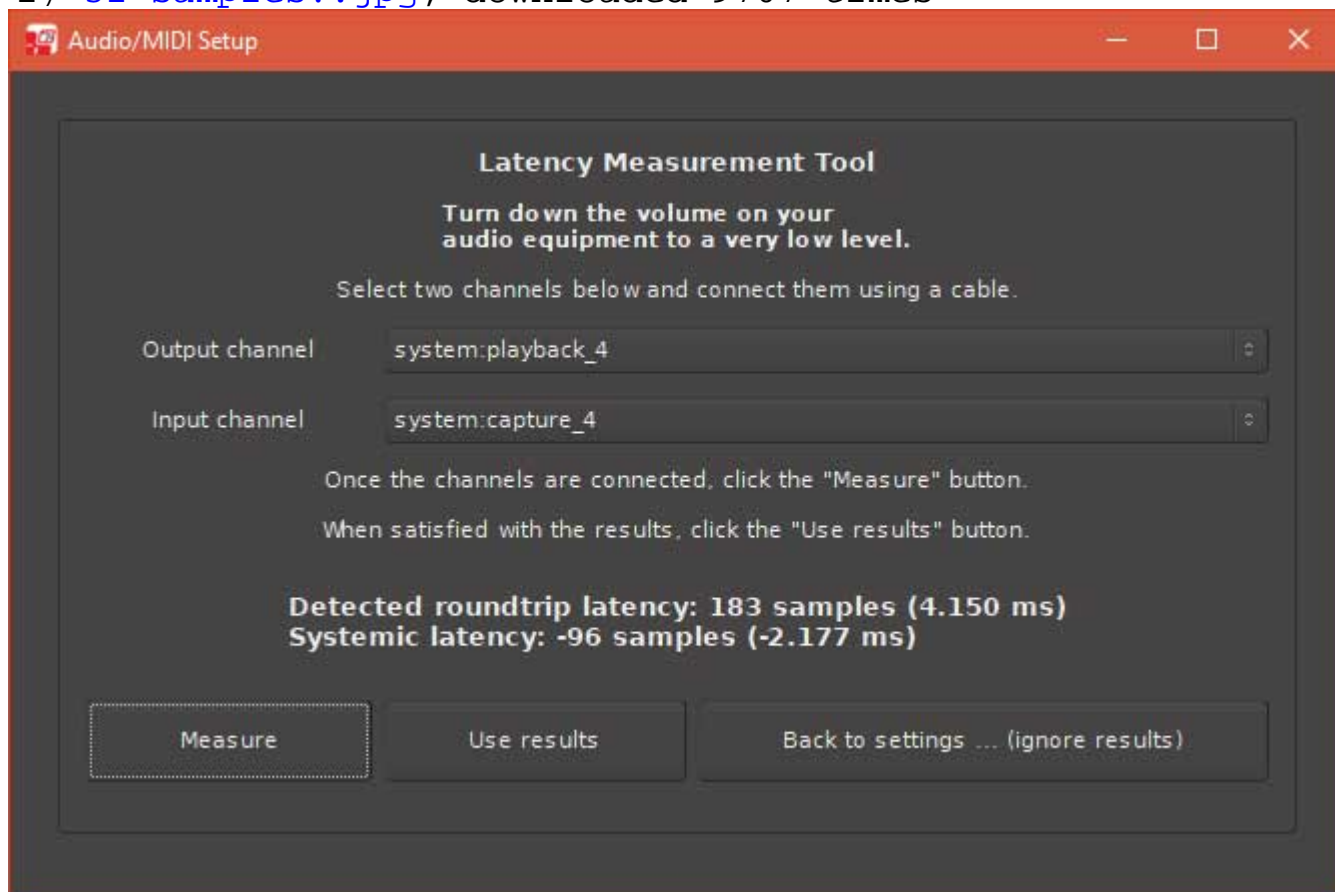 Audio/MIDI Setup
Latency Measurement Tool
Turn down the volume on your
audio equipment to a very low level.
Select two channels below and connect them using a cable.
Output channel system:playback_4
Input channel system:capture_4
Once the channels are connected, click the "Measure" button.
When satisfied with the results, click the "Use results" button.
Detected roundtrip latency: 183 samples (4.150 ms)
Systemic latency: -96 samples (-2.177 ms)
Measure Use results Back to settings ... (ignore results)